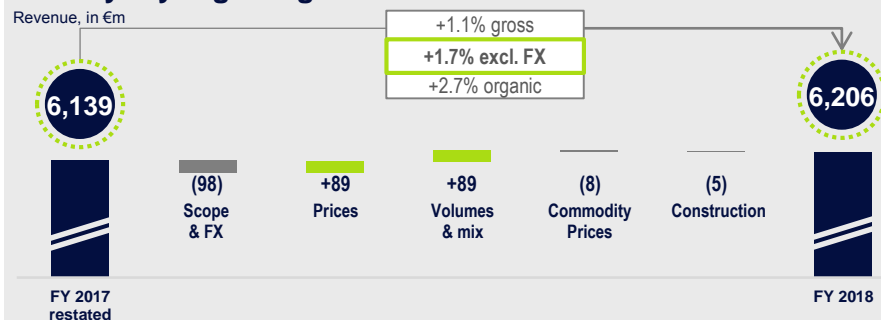 Revenue, in €m
+1.1% gross
+1.7% excl. FX
+2.7% organic
6,139
6,206
(98)
+89
+89
(8)
(5)
Scope
& FX
Prices
Volumes
& mix
Commodity
Prices
Construction
FY 2017
restated
FY 2018